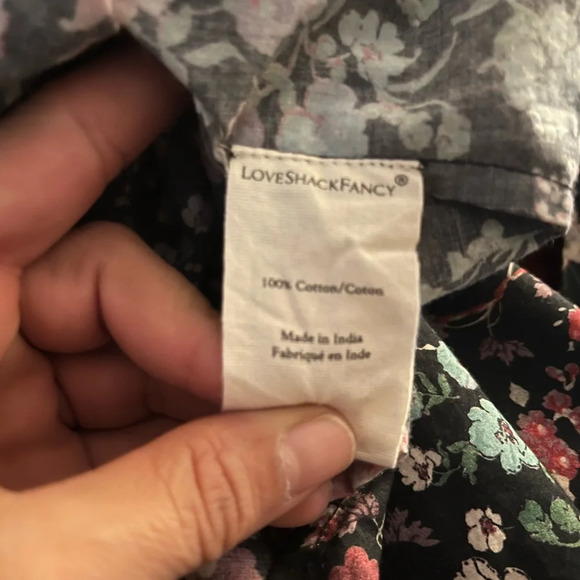 LOVESHACKFANCY®
100% Cotton/Coton
Made in India
Fabriqué en Inde